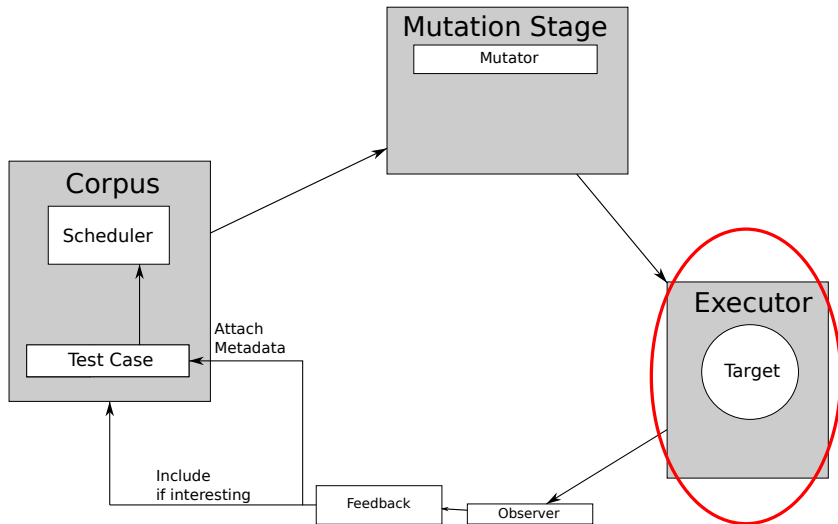 Mutation Stage
Mutator
Corpus
Scheduler
Test Case
Attach
Metadata
Include
if interesting
Feedback
Observer
Executor
Target